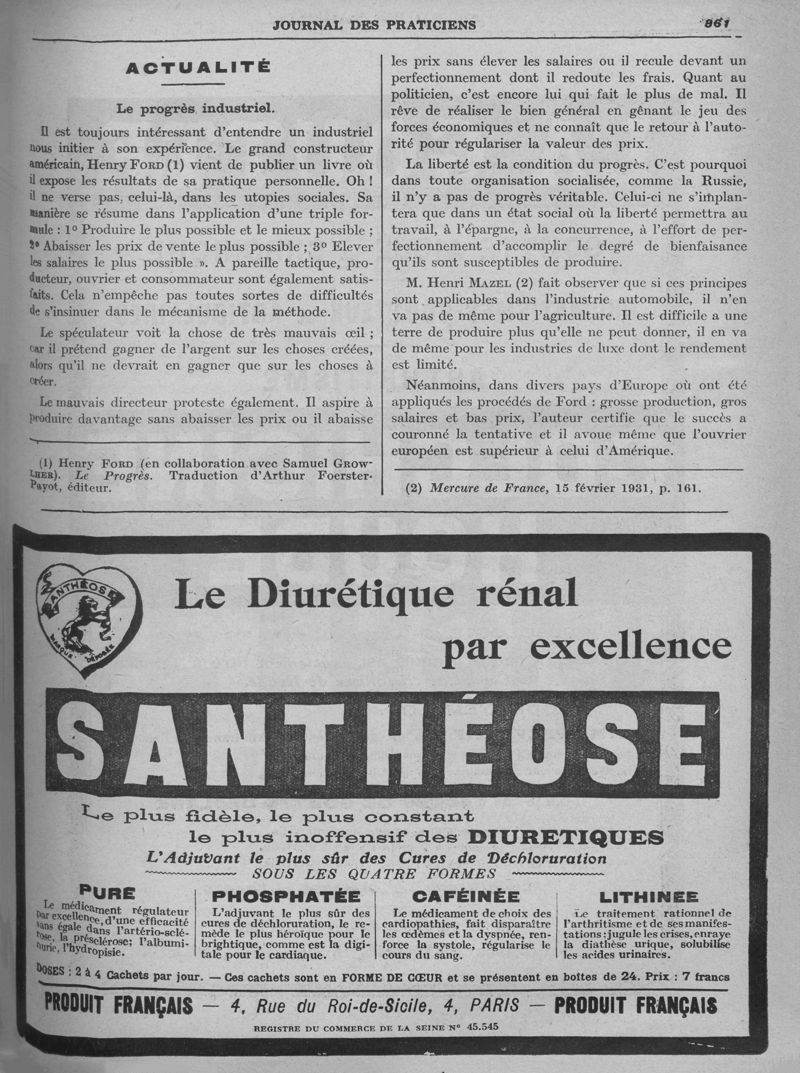 JOURNAL DES PRATICIENS 861
ACTUALITÉ
Le progrès industriel.
Il est toujours intéressant d'entendre un industriel
nous initier à son expérience. Le grand constructeur
américain, Henry FORD (1) vient de publier un livre où
il expose les résultats de sa pratique personnelle. Oh !
il ne verse pas, celui-là, dans les utopies sociales. Sa
manière se résume dans l'application d'une triple for-
mule : 1º Produire le plus possible et le mieux possible ;
2º Abaisser les prix de vente le plus possible ; 3º Elever
les salaires le plus possible ». A pareille tactique, pro-
ducteur, ouvrier et consommateur sont également satis-
faits. Cela n'empêche pas toutes sortes de difficultés
de s'insinuer dans le mécanisme de la méthode.
Le spéculateur voit la chose de très mauvais œil ;
car il prétend gagner de l'argent sur les choses créées,
alors qu'il ne devrait en gagner que sur les choses à
créer.
Le mauvais directeur proteste également. Il aspire à
produire davantage sans abaisser les prix ou il abaisse
(1) Henry FORD (en collaboration avec Samuel GROW-
LHER). Le Progrès. Traduction d'Arthur Foerster-
Payot, éditeur.
les prix sans élever les salaires ou il recule devant un
perfectionnement dont il redoute les frais. Quant au
politicien, c'est encore lui qui fait le plus de mal. Il
rêve de réaliser le bien général en gênant le jeu des
forces économiques et ne connaît que le retour à l'auto-
rité pour régulariser la valeur des prix.
La liberté est la condition du progrès. C'est pourquoi
dans toute organisation socialisée, comme la Russie,
il n'y a pas de progrès véritable. Celui-ci ne s'implan-
tera que dans un état social où la liberté permettra au
travail, à l'épargne, à la concurrence, à l'effort de per-
fectionnement d'accomplir le degré de bienfaisance
qu'ils sont susceptibles de produire.
M. Henri MAZEL (2) fait observer que si ces principes
sont applicables dans l'industrie automobile, il n'en
va pas de même pour l'agriculture. Il est difficile a une
terre de produire plus qu'elle ne peut donner, il en va
de même pour les industries de luxe dont le rendement
est limité.
Néanmoins, dans divers pays d'Europe où ont été
appliqués les procédés de Ford : grosse production, gros
salaires et bas prix, l'auteur certifie que le succès a
couronné la tentative et il avoue même que l'ouvrier
européen est supérieur à celui d'Amérique.
(2) Mercure de France, 15 février 1931, p. 161.
SANTHÉOSE
MARQUE DÉPOSÉE
Le Diurétique rénal
par excellence
SANTHÉOSE
Le plus fidèle, le plus constant
le plus inoffensif des DIURETIQUES
L'Adjuvant le plus sûr des Cures de Déchloruration
SOUS LES QUATRE FORMES
PURE
Le médicament régulateur
par excellence, d'une efficacité
sans égale dans l'artério-sclé-
rose, la présclérose; l'albumi-
nurie, l'hydropisie.
PHOSPHATÉE
L'adjuvant le plus sûr des
cures de déchloruration, le re-
mède le plus héroïque pour le
brightique, comme est la digi-
tale pour le cardiaque.
CAFÉINÉE
Le médicament de choix des
cardiopathies, fait disparaître
les œdèmes et la dyspnée, ren-
force la systole, régularise le
cours du sang.
LITHINEE
Le traitement rationnel de
l'arthritisme et de ses manifes-
tations : jugule les crises, enraye
la diathèse urique, solubilise
les acides urinaires.
DOSES : 2 à 4 Cachets par jour. — Ces cachets sont en FORME DE CŒUR et se présentent en boîtes de 24. Prix : 7 francs
PRODUIT FRANÇAIS — 4, Rue du Roi-de-Sicile, 4, PARIS — PRODUIT FRANÇAIS
REGISTRE DU COMMERCE DE LA SEINE Nº 45.545